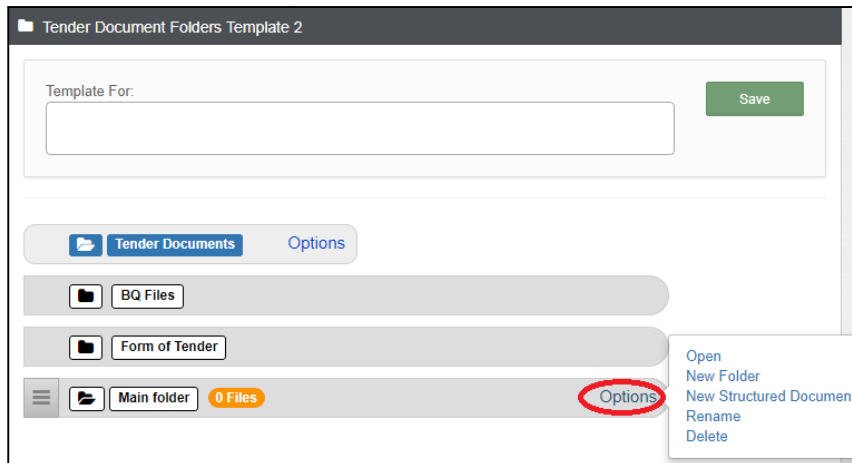 Tender Document Folders Template 2
Template For:
Save
Tender Documents Options
BQ Files
Form of Tender
Main folder 0 Files Options
Open
New Folder
New Structured Documen
Rename
Delete